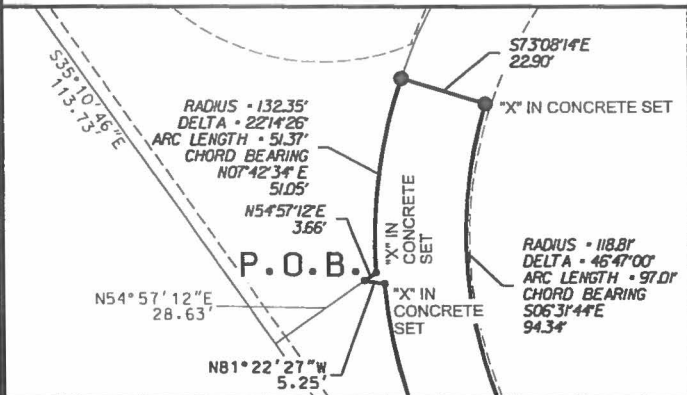 S73°08'14"E
22.90'
S35°10'46"E
113.73'
"X" IN CONCRETE SET
RADIUS = 132.35'
DELTA = 22°14'26"
ARC LENGTH = 51.37'
CHORD BEARING
N07°42'34"E
51.05'
"X" IN
CONCRETE
SET
N54°57'12"E
3.66'
P.O.B.
RADIUS = 118.81'
DELTA = 46°47'00"
ARC LENGTH = 97.01'
CHORD BEARING
S06°31'44"E
94.34'
N54°57'12"E
28.63'
"X" IN
CONCRETE
SET
N81°22'27"W
5.25'